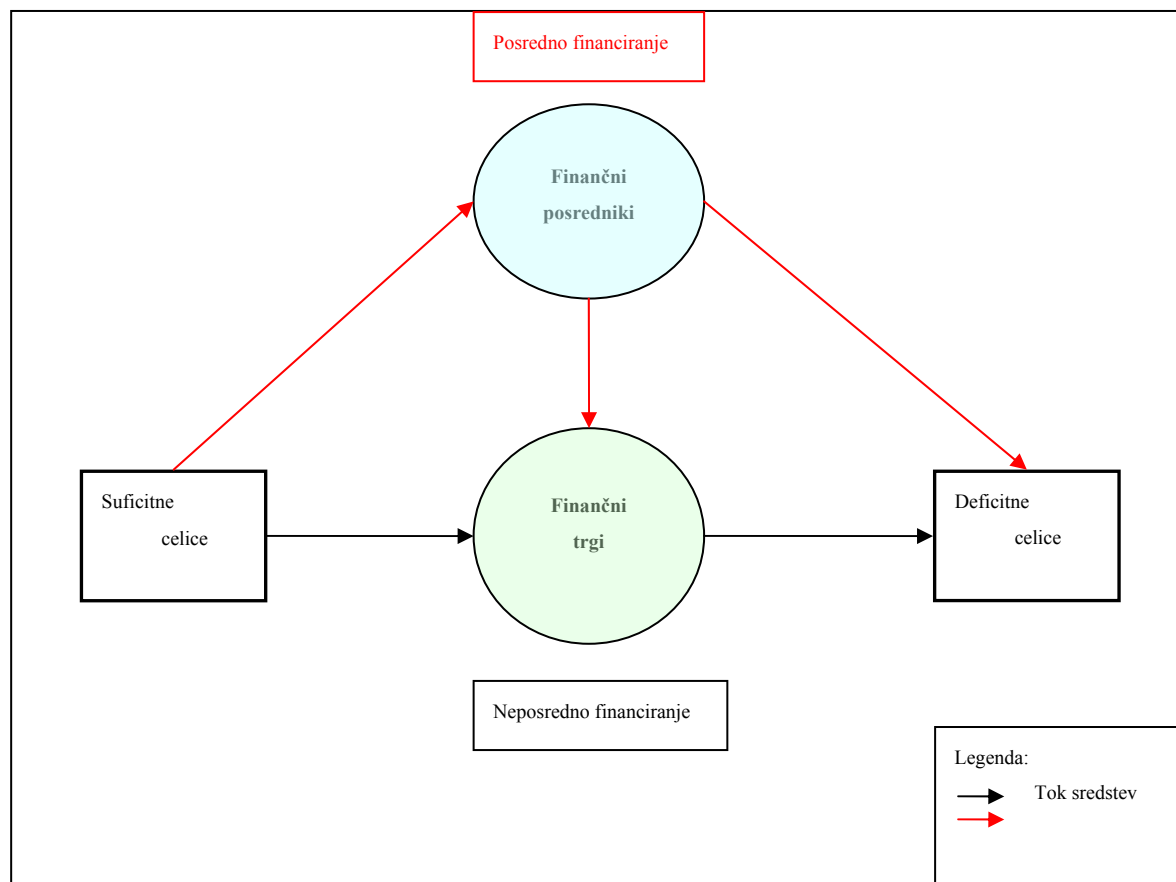 Posredno financiranje
Finančni
posredniki
Suficitne
celice
Finančni
trgi
Deficitne
celice
Neposredno financiranje
Legenda:
Tok sredstev